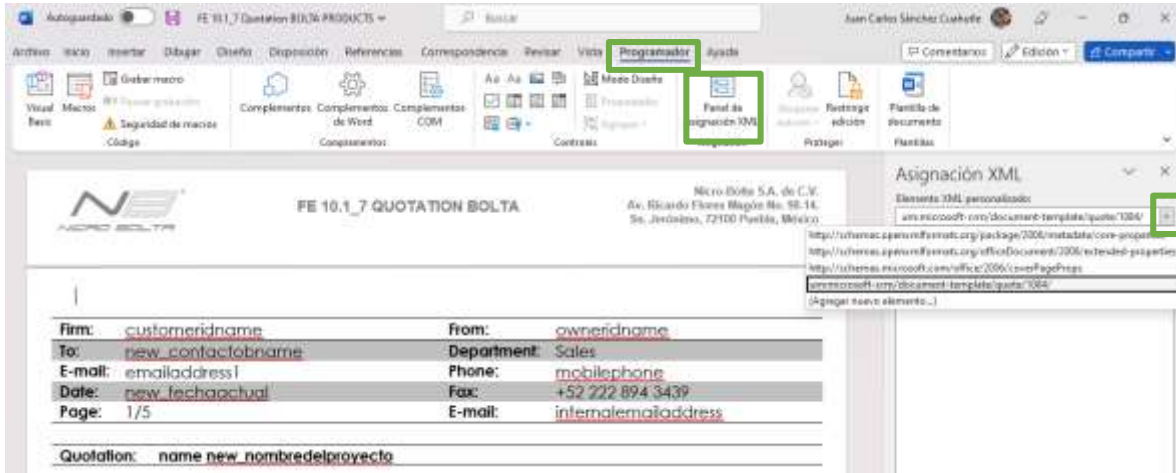 Autoguardado FE 10.1_7 Quotation BOLTA PRODUCTS Buscar Juan Carlos Sánchez Cuahutle
Archivo Inicio Insertar Dibujar Diseño Disposición Referencias Correspondencia Revisar Vista Programador Ayuda Comentarios Edición Compartir
Visual Basic
Macros
Grabar macro
Pausar grabación
Seguridad de macros
Complementos
Complementos de Word
Complementos COM
Aa Aa
Modo Diseño
Propiedades
Agrupar
Panel de asignación XML
Restringir edición
Plantilla de documento
Código Complementos Controles Asignación Proteger Plantillas
Asignación XML
Elemento XML personalizado:
urn:microsoft-crm/document-template/quote/1084/
http://schemas.openxmlformats.org/package/2006/metadata/core-properties
http://schemas.openxmlformats.org/officeDocument/2006/extended-properties
http://schemas.microsoft.com/office/2006/coverPageProps
urn:microsoft-crm/document-template/quote/1084/
(Agregar nuevo elemento...)
NICRO BOLTA
FE 10.1_7 QUOTATION BOLTA
Nicro Bolta S.A. de C.V.
Av. Ricardo Flores Magón No. 98-14.
Sn. Jerónimo, 72100 Puebla, México
Firm: customeridname From: owneridname
To: new_contactobname Department: Sales
E-mail: emailaddress1 Phone: mobilephone
Date: new_fechaactual Fax: +52 222 894 3439
Page: 1/5 E-mail: internalemailaddress
Quotation: name new_nombredelproyecto